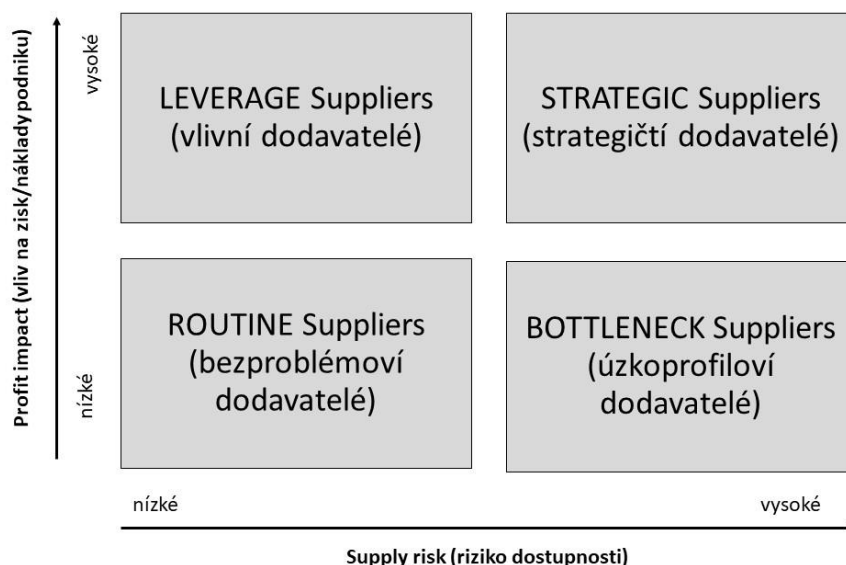 Profit impact (vliv na zisk/náklady podniku)
vysoké
nízké
LEVERAGE Suppliers
(vlivní dodavatelé)
STRATEGIC Suppliers
(strategičtí dodavatelé)
ROUTINE Suppliers
(bezproblémoví
dodavatelé)
BOTTLENECK Suppliers
(úzkoprofiloví
dodavatelé)
nízké
vysoké
Supply risk (riziko dostupnosti)